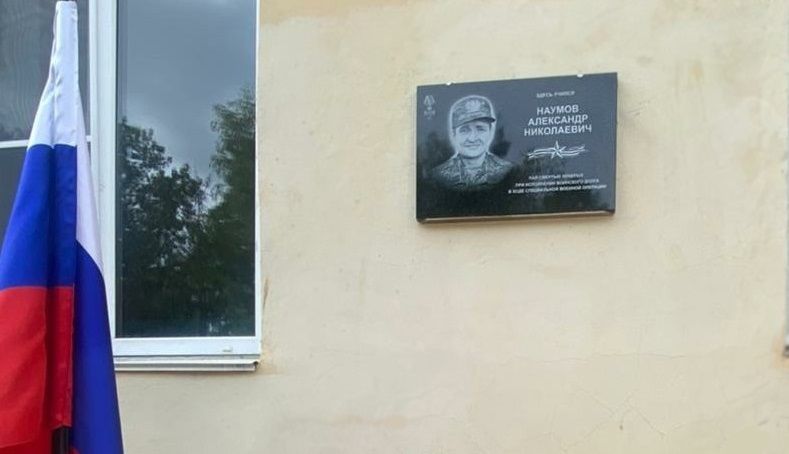 ЗДЕСЬ УЧИЛСЯ
НАУМОВ
АЛЕКСАНДР
НИКОЛАЕВИЧ
ПАЛ СМЕРТЬЮ ХРАБРЫХ
ПРИ ИСПОЛНЕНИИ ВОИНСКОГО ДОЛГА
В ХОДЕ СПЕЦИАЛЬНОЙ ВОЕННОЙ ОПЕРАЦИИ